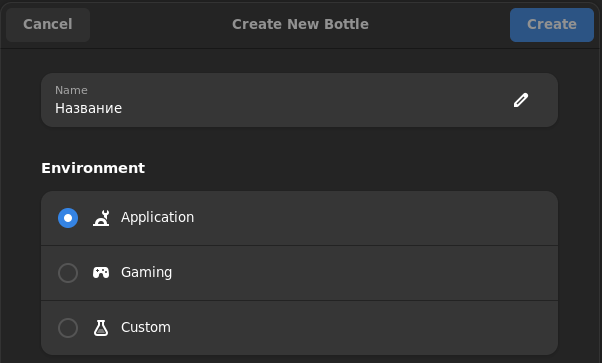 Cancel
Create New Bottle
Create
Name
Название
Environment
Application
Gaming
Custom